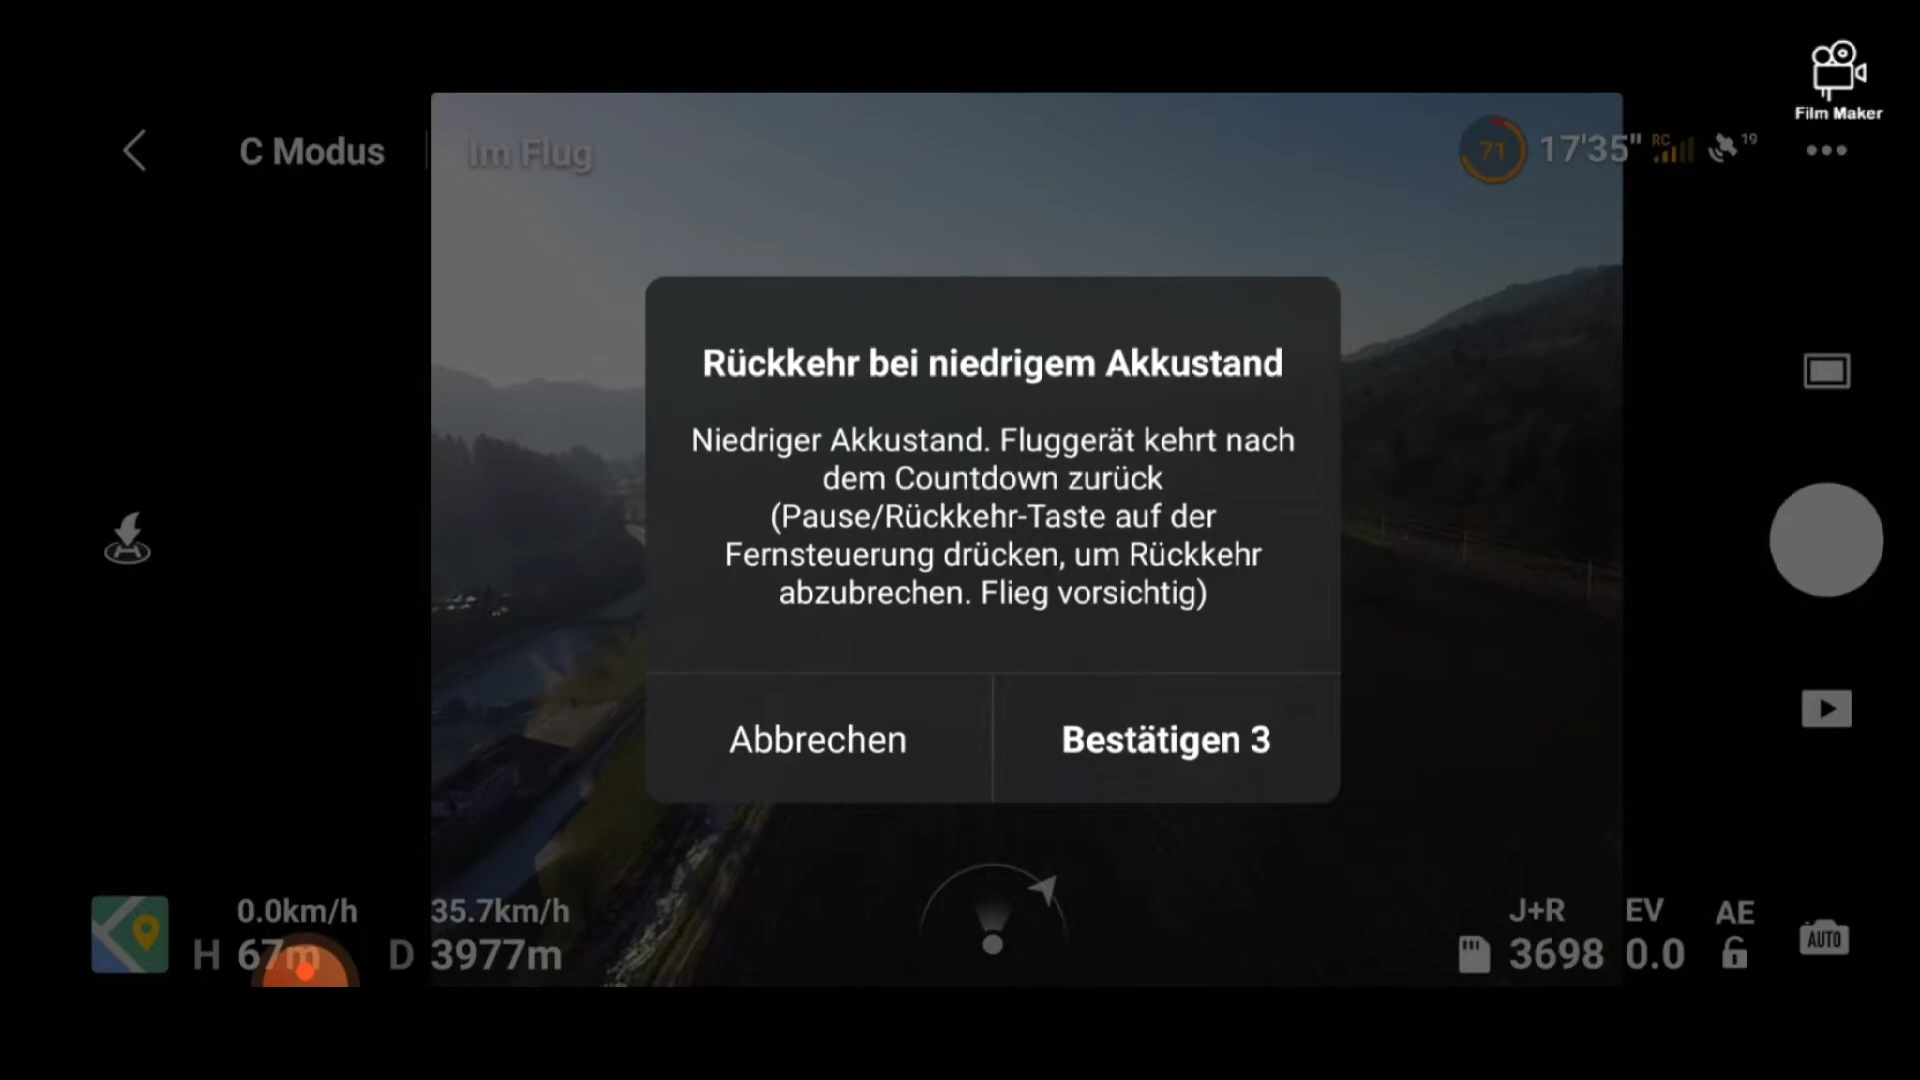 Film Maker
C Modus
Im Flug
71
17'35"
RC
19
Rückkehr bei niedrigem Akkustand
Niedriger Akkustand. Fluggerät kehrt nach
dem Countdown zurück
(Pause/Rückkehr-Taste auf der
Fernsteuerung drücken, um Rückkehr
abzubrechen. Flieg vorsichtig)
Abbrechen
Bestätigen 3
0.0km/h
35.7km/h
H 67m
D 3977m
J+R
3698
EV
0.0
AE
AUTO